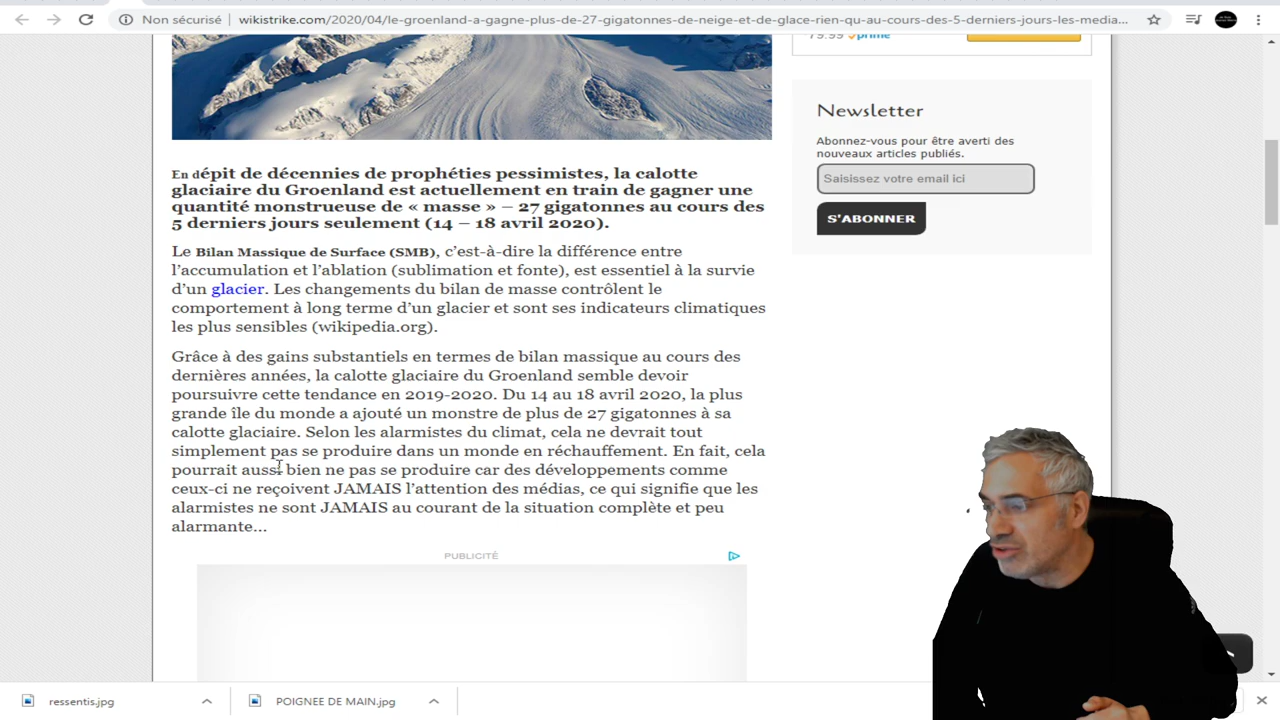 Non sécurisé
wikistrike.com/2020/04/le-groenland-a-gagne-plus-de-27-gigatonnes-de-neige-et-de-glace-rien-qu-au-cours-des-5-derniers-jours-les-media...
79.99 prime
Newsletter
Abonnez-vous pour être averti des
nouveaux articles publiés.
Saisissez votre email ici
S'ABONNER
En dépit de décennies de prophéties pessimistes, la calotte
glaciaire du Groenland est actuellement en train de gagner une
quantité monstrueuse de « masse » – 27 gigatonnes au cours des
5 derniers jours seulement (14 – 18 avril 2020).
Le Bilan Massique de Surface (SMB), c’est-à-dire la différence entre
l’accumulation et l’ablation (sublimation et fonte), est essentiel à la survie
d’un glacier. Les changements du bilan de masse contrôlent le
comportement à long terme d’un glacier et sont ses indicateurs climatiques
les plus sensibles (wikipedia.org).
Grâce à des gains substantiels en termes de bilan massique au cours des
dernières années, la calotte glaciaire du Groenland semble devoir
poursuivre cette tendance en 2019-2020. Du 14 au 18 avril 2020, la plus
grande île du monde a ajouté un monstre de plus de 27 gigatonnes à sa
calotte glaciaire. Selon les alarmistes du climat, cela ne devrait tout
simplement pas se produire dans un monde en réchauffement. En fait, cela
pourrait aussi bien ne pas se produire car des développements comme
ceux-ci ne reçoivent JAMAIS l’attention des médias, ce qui signifie que les
alarmistes ne sont JAMAIS au courant de la situation complète et peu
alarmante…
PUBLICITÉ
ressentis.jpg
POIGNEE DE MAIN.jpg